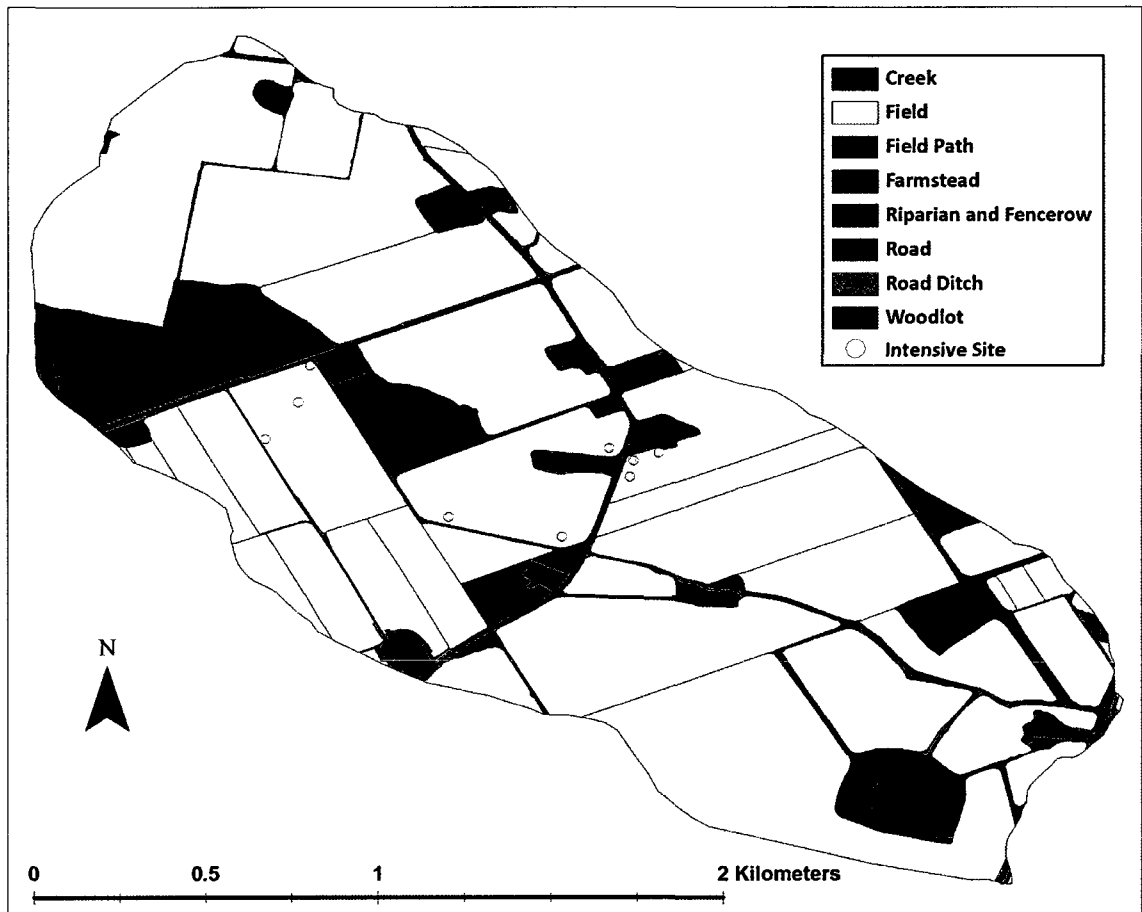 Creek
Field
Field Path
Farmstead
Riparian and Fencerow
Road
Road Ditch
Woodlot
Intensive Site
N
0 0.5 1 2 Kilometers